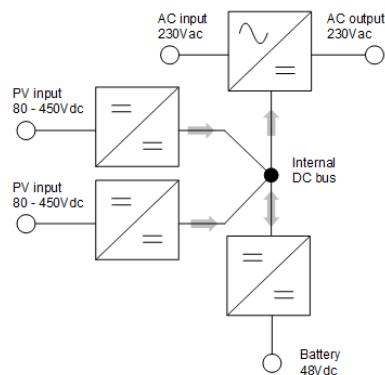 AC input
230Vac
AC output
230Vac
PV input
80 - 450Vdc
Internal
DC bus
PV input
80 - 450Vdc
Battery
48Vdc